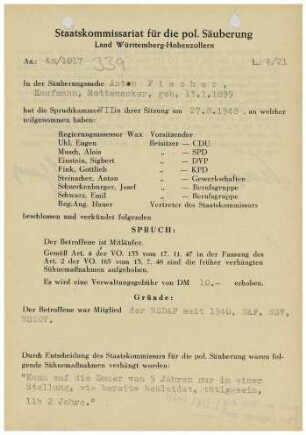 Staatskommissariat für die pol. Säuberung
Land Württemberg-Hohenzollern
Az.: 4a/1017 339 L.: 4/21
In der Säuberungssache Anton Fischer,
Kaufmann, Rottenacker, geb. 13.1.1899
hat die Spruchkammer VII in ihrer Sitzung am 27.8.1948, an welcher
teilgenommen haben:
Regierungsassessor Wax Vorsitzender
Uhl, Eugen Beisitzer — CDU
Musch, Alois „ — SPD
Einstein, Sigbert „ — DVP
Fink, Gottlieb „ — KPD
Steinacher, Anton „ — Gewerkschaften
Schneckenburger, Josef „ — Berufsgruppe
Schwarz, Emil „ — Berufsgruppe
Reg.Ang. Hauer Vertreter des Staatskommissars
beschlossen und verkündet folgenden
SPRUCH:
Der Betroffene ist Mitläufer.
Gemäß Art. 4 der VO. 133 vom 17. 11. 47 in der Fassung des
Art. 2 der VO. 165 vom 13. 7. 48 sind die früher verhängten
Sühnemaßnahmen aufgehoben.
Es wird eine Verwaltungsgebühr von DM 10.— erhoben.
Gründe:
Der Betroffene war Mitglied der NSDAP seit 1940, DAF, NSV,
Durch Entscheidung des Staatskommissars für die pol. Säuberung waren fol-
gende Sühnemaßnahmen verhängt worden:
"Kann auf die Dauer von 5 Jahren nur in einer
Stellung, wie bereits bekleidet, tätig sein,
11b 2 Jahre."